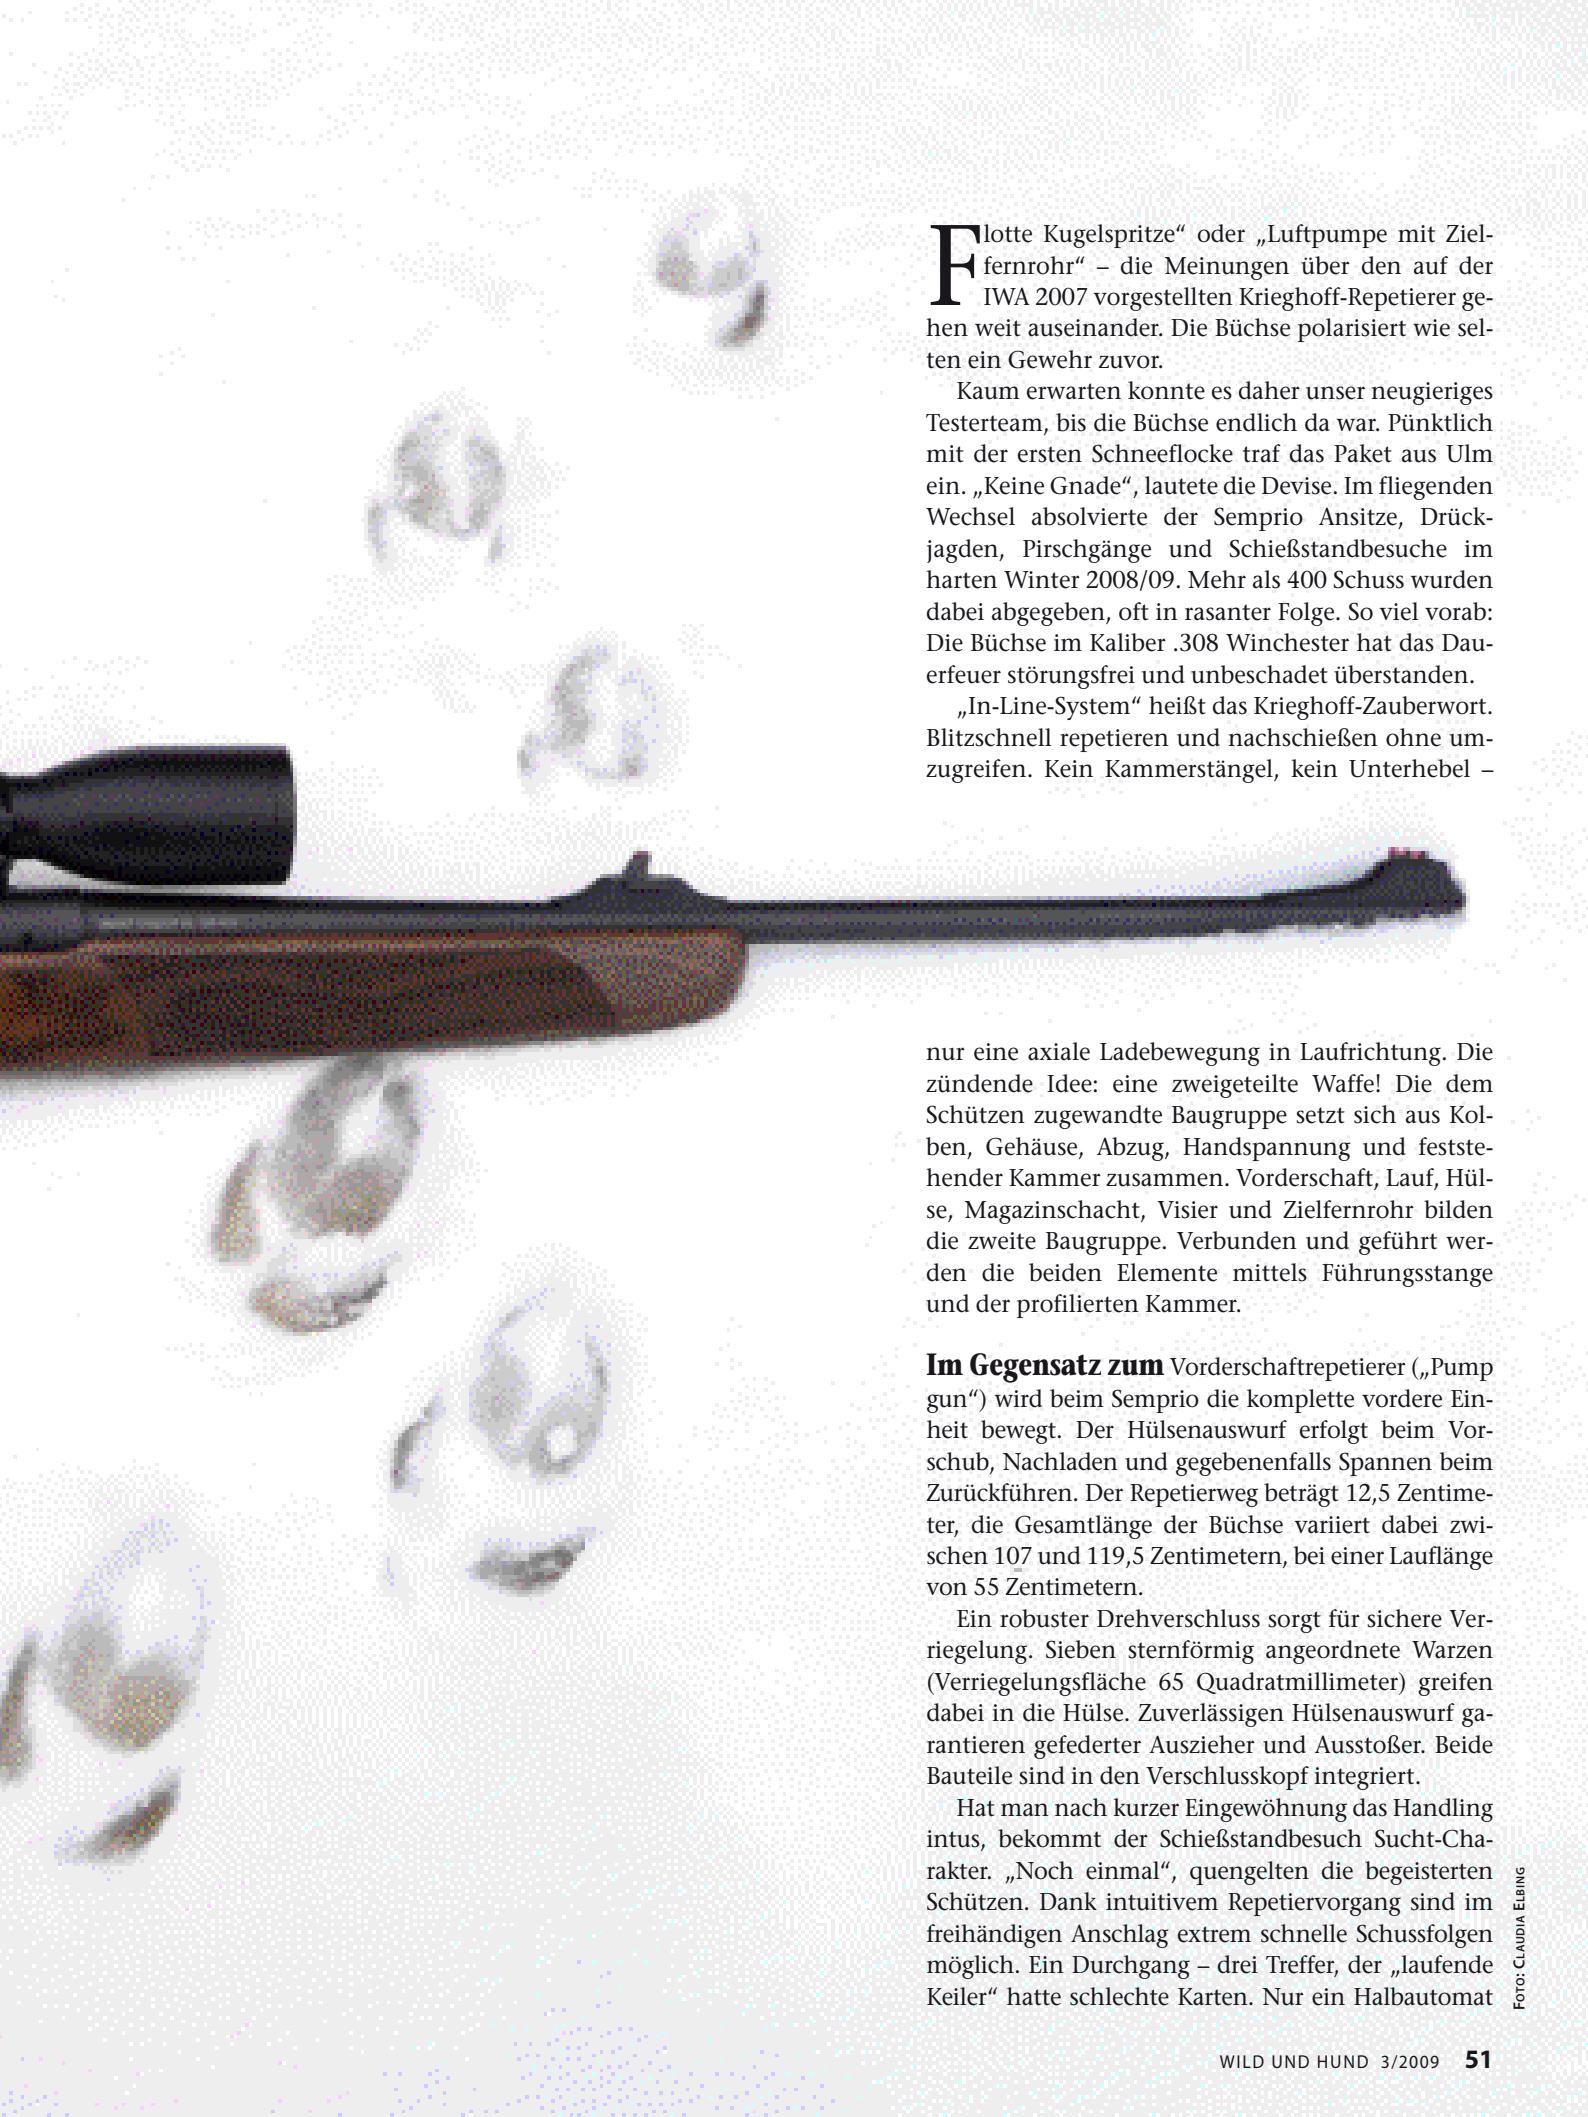 Flotte Kugelspritze“ oder „Luftpumpe mit Ziel-
fernrohr“ – die Meinungen über den auf der
IWA 2007 vorgestellten Krieghoff-Repetierer ge-
hen weit auseinander. Die Büchse polarisiert wie sel-
ten ein Gewehr zuvor.
Kaum erwarten konnte es daher unser neugieriges
Testerteam, bis die Büchse endlich da war. Pünktlich
mit der ersten Schneeflocke traf das Paket aus Ulm
ein. „Keine Gnade“, lautete die Devise. Im fliegenden
Wechsel absolvierte der Semprio Ansitze, Drück-
jagden, Pirschgänge und Schießstandbesuche im
harten Winter 2008/09. Mehr als 400 Schuss wurden
dabei abgegeben, oft in rasanter Folge. So viel vorab:
Die Büchse im Kaliber .308 Winchester hat das Dau-
erfeuer störungsfrei und unbeschadet überstanden.
„In-Line-System“ heißt das Krieghoff-Zauberwort.
Blitzschnell repetieren und nachschießen ohne um-
zugreifen. Kein Kammerstängel, kein Unterhebel –
nur eine axiale Ladebewegung in Laufrichtung. Die
zündende Idee: eine zweigeteilte Waffe! Die dem
Schützen zugewandte Baugruppe setzt sich aus Kol-
ben, Gehäuse, Abzug, Handspannung und festste-
hender Kammer zusammen. Vorderschaft, Lauf, Hül-
se, Magazinschacht, Visier und Zielfernrohr bilden
die zweite Baugruppe. Verbunden und geführt wer-
den die beiden Elemente mittels Führungsstange
und der profilierten Kammer.
Im Gegensatz zum Vorderschaftrepetierer („Pump
gun“) wird beim Semprio die komplette vordere Ein-
heit bewegt. Der Hülsenauswurf erfolgt beim Vor-
schub, Nachladen und gegebenenfalls Spannen beim
Zurückführen. Der Repetierweg beträgt 12,5 Zentime-
ter, die Gesamtlänge der Büchse variiert dabei zwi-
schen 107 und 119,5 Zentimetern, bei einer Lauflänge
von 55 Zentimetern.
Ein robuster Drehverschluss sorgt für sichere Ver-
riegelung. Sieben sternförmig angeordnete Warzen
(Verriegelungsfläche 65 Quadratmillimeter) greifen
dabei in die Hülse. Zuverlässigen Hülsenauswurf ga-
rantieren gefederter Auszieher und Ausstoßer. Beide
Bauteile sind in den Verschlusskopf integriert.
Hat man nach kurzer Eingewöhnung das Handling
intus, bekommt der Schießstandbesuch Sucht-Cha-
rakter. „Noch einmal“, quengelten die begeisterten
Schützen. Dank intuitivem Repetiervorgang sind im
freihändigen Anschlag extrem schnelle Schussfolgen
möglich. Ein Durchgang – drei Treffer, der „laufende
Keiler“ hatte schlechte Karten. Nur ein Halbautomat
FOTO: CLAUDIA ELBING
WILD UND HUND 3/2009 51